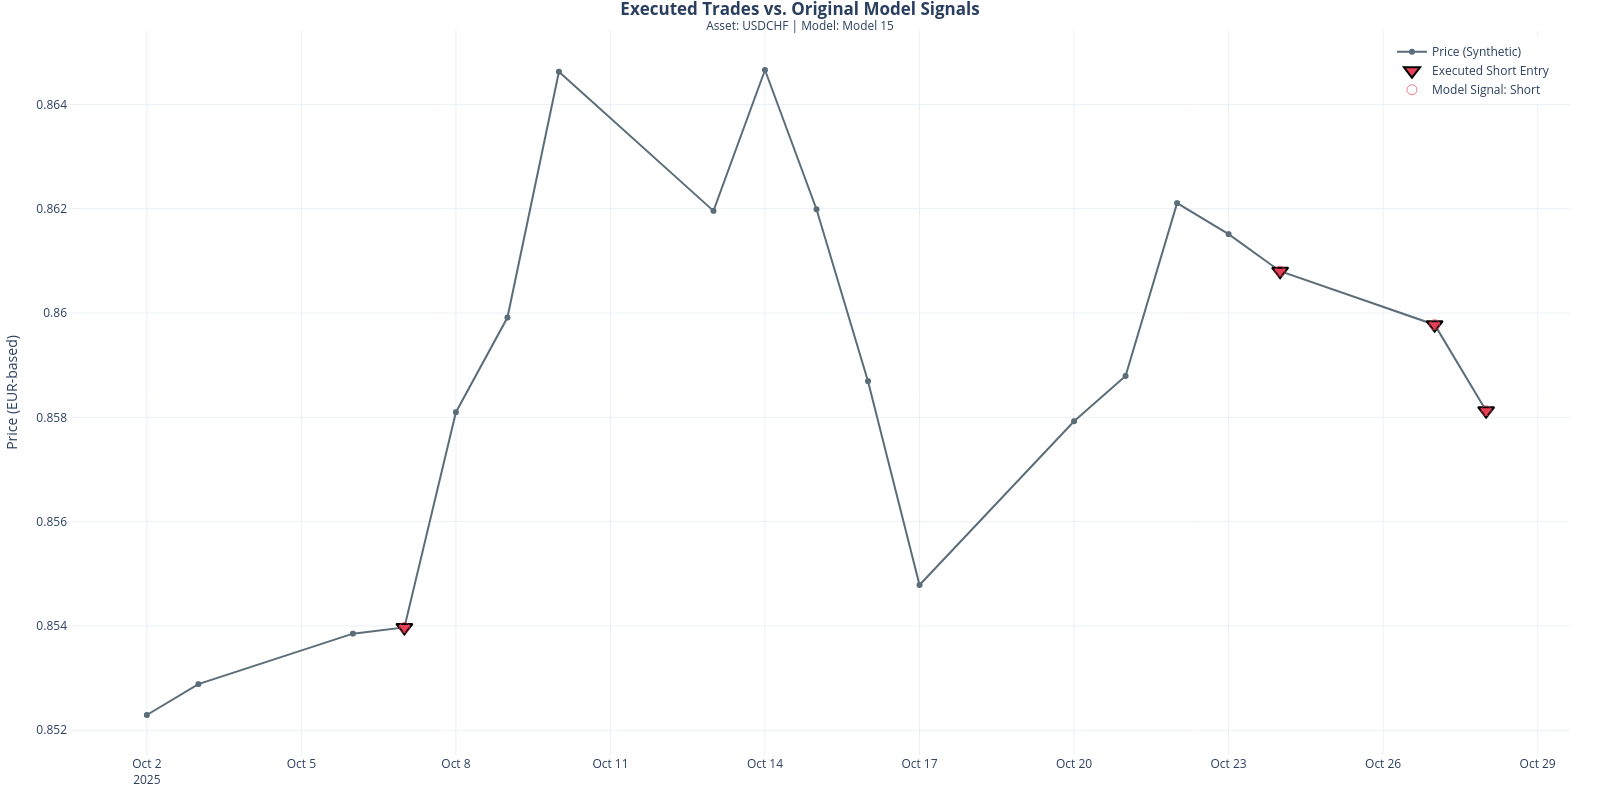 Executed Trades vs. Original Model Signals
Asset: USDCHF | Model: Model 15
Price (Synthetic)
Executed Short Entry
Model Signal: Short
Price (EUR-based)
0.864
0.862
0.86
0.858
0.856
0.854
0.852
Oct 2 Oct 5 Oct 8 Oct 11 Oct 14 Oct 17 Oct 20 Oct 23 Oct 26 Oct 29
2025